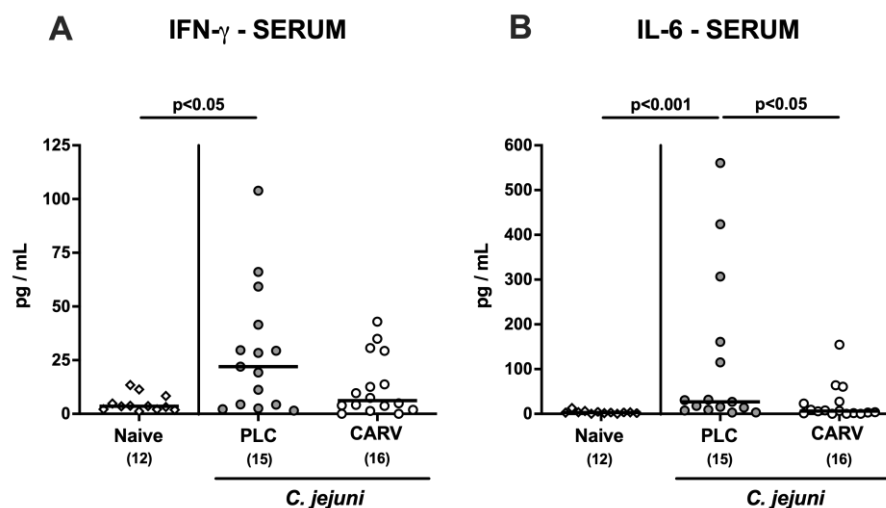 A
IFN-γ - SERUM
p<0.05
125
100
75
50
25
0
pg / mL
Naive
PLC
CARV
(12)
(15)
(16)
C. jejuni
B
IL-6 - SERUM
p<0.001
p<0.05
600
500
400
300
200
100
0
pg / mL
Naive
PLC
CARV
(12)
(15)
(16)
C. jejuni